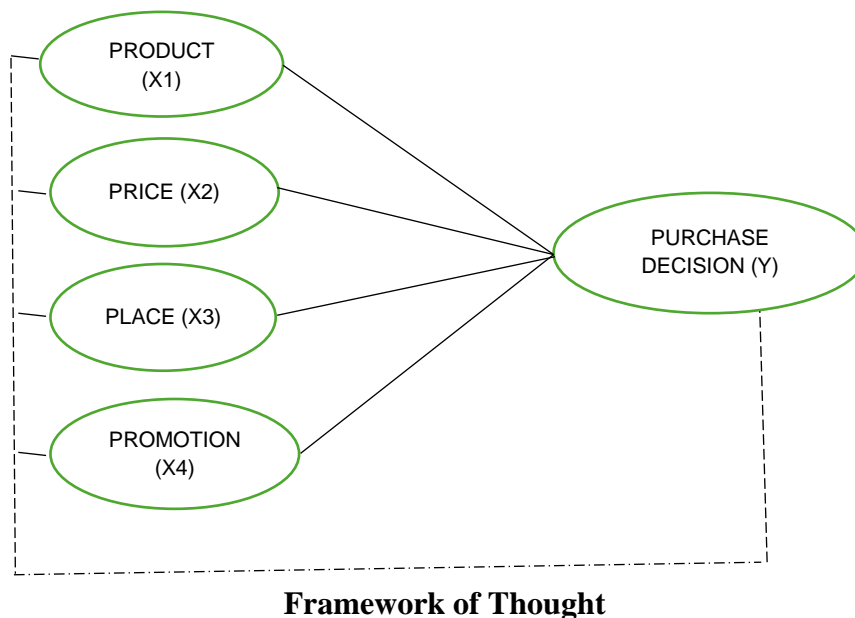 PRODUCT
(X1)
PRICE (X2)
PLACE (X3)
PROMOTION
(X4)
PURCHASE
DECISION (Y)
Framework of Thought